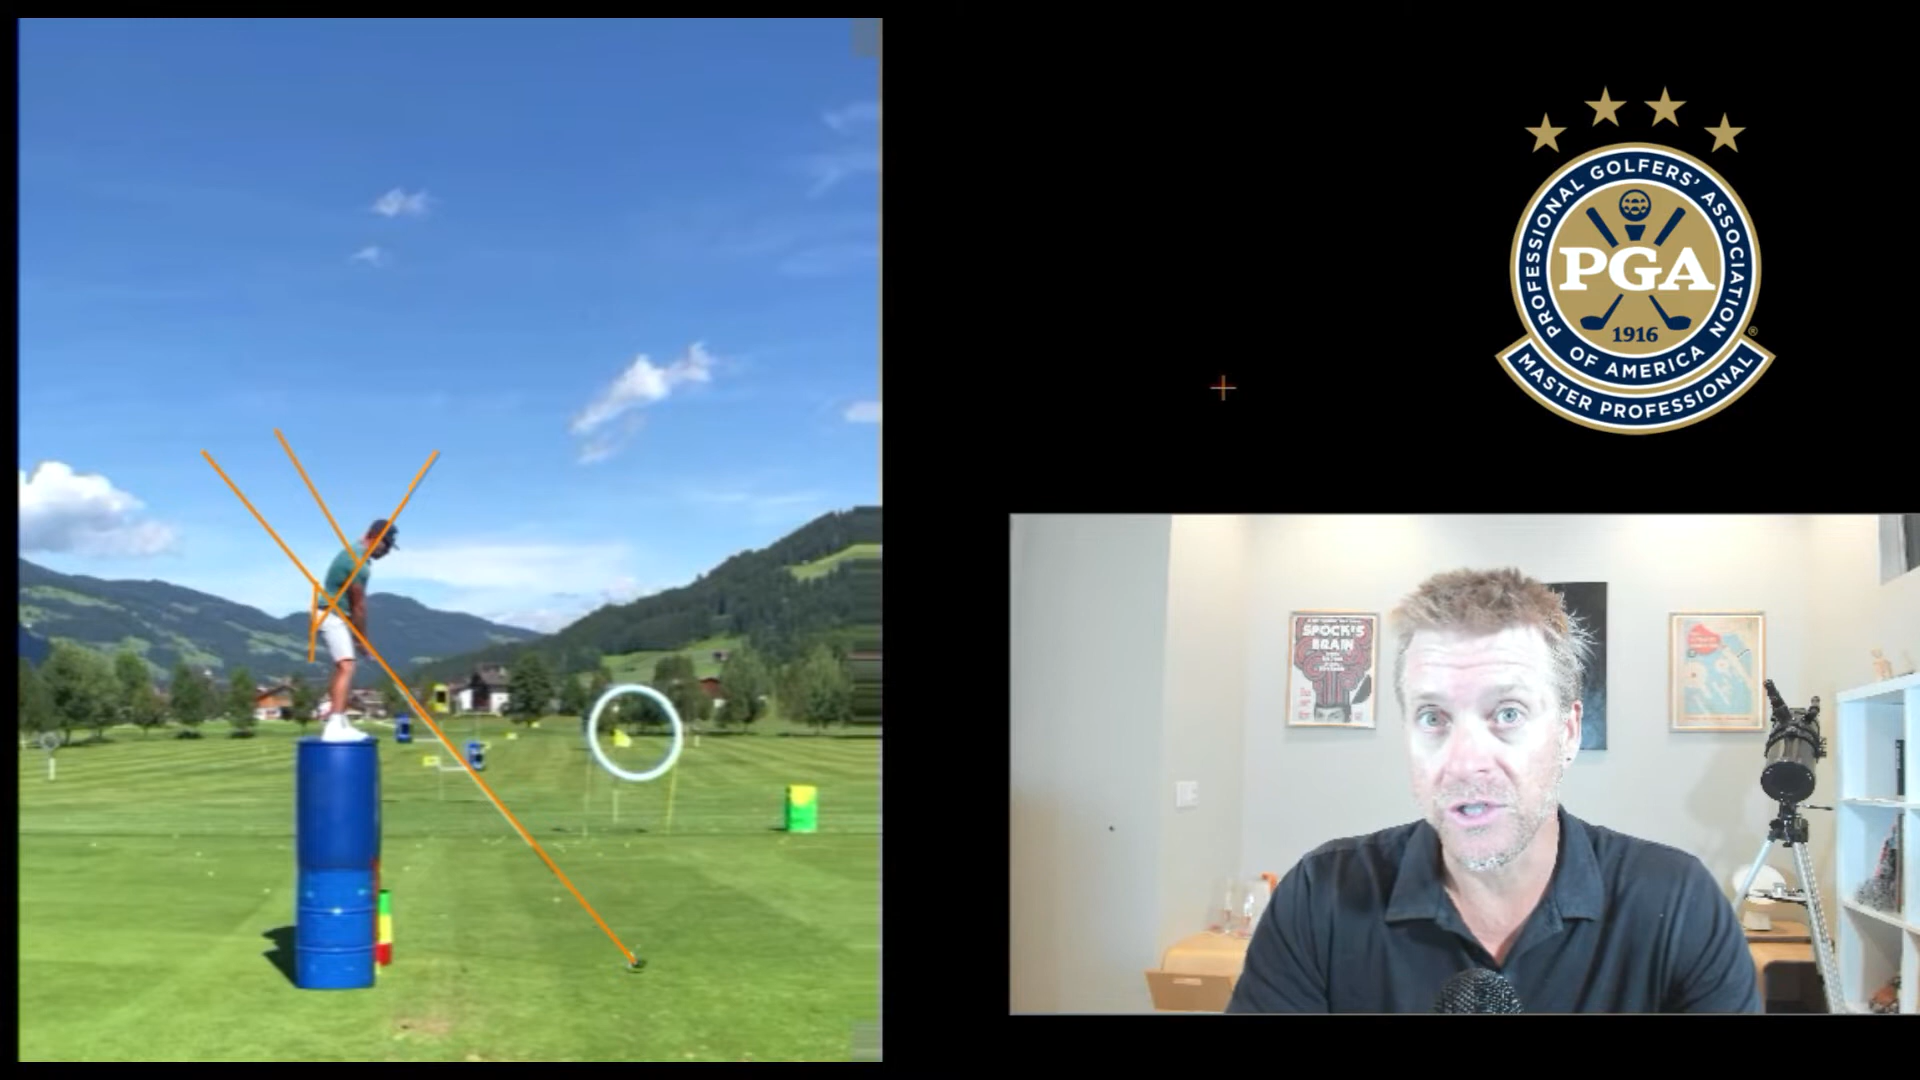 PROFESSIONAL GOLFERS' ASSOCIATION
PGA
1916
OF AMERICA
®
MASTER PROFESSIONAL
SPOCK'S
BRAIN